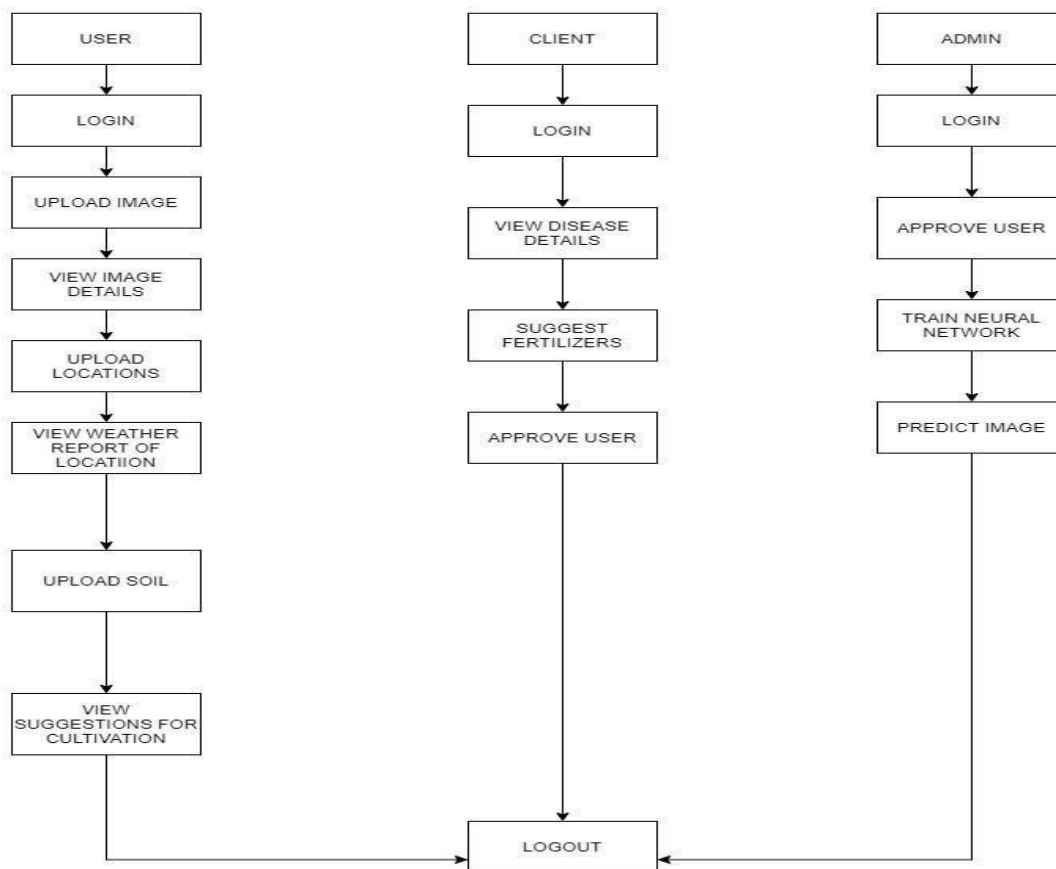 USER
LOGIN
UPLOAD IMAGE
VIEW IMAGE
DETAILS
UPLOAD
LOCATIONS
VIEW WEATHER
REPORT OF
LOCATIION
UPLOAD SOIL
VIEW
SUGGESTIONS FOR
CULTIVATION
CLIENT
LOGIN
VIEW DISEASE
DETAILS
SUGGEST
FERTILIZERS
APPROVE USER
ADMIN
LOGIN
APPROVE USER
TRAIN NEURAL
NETWORK
PREDICT IMAGE
LOGOUT